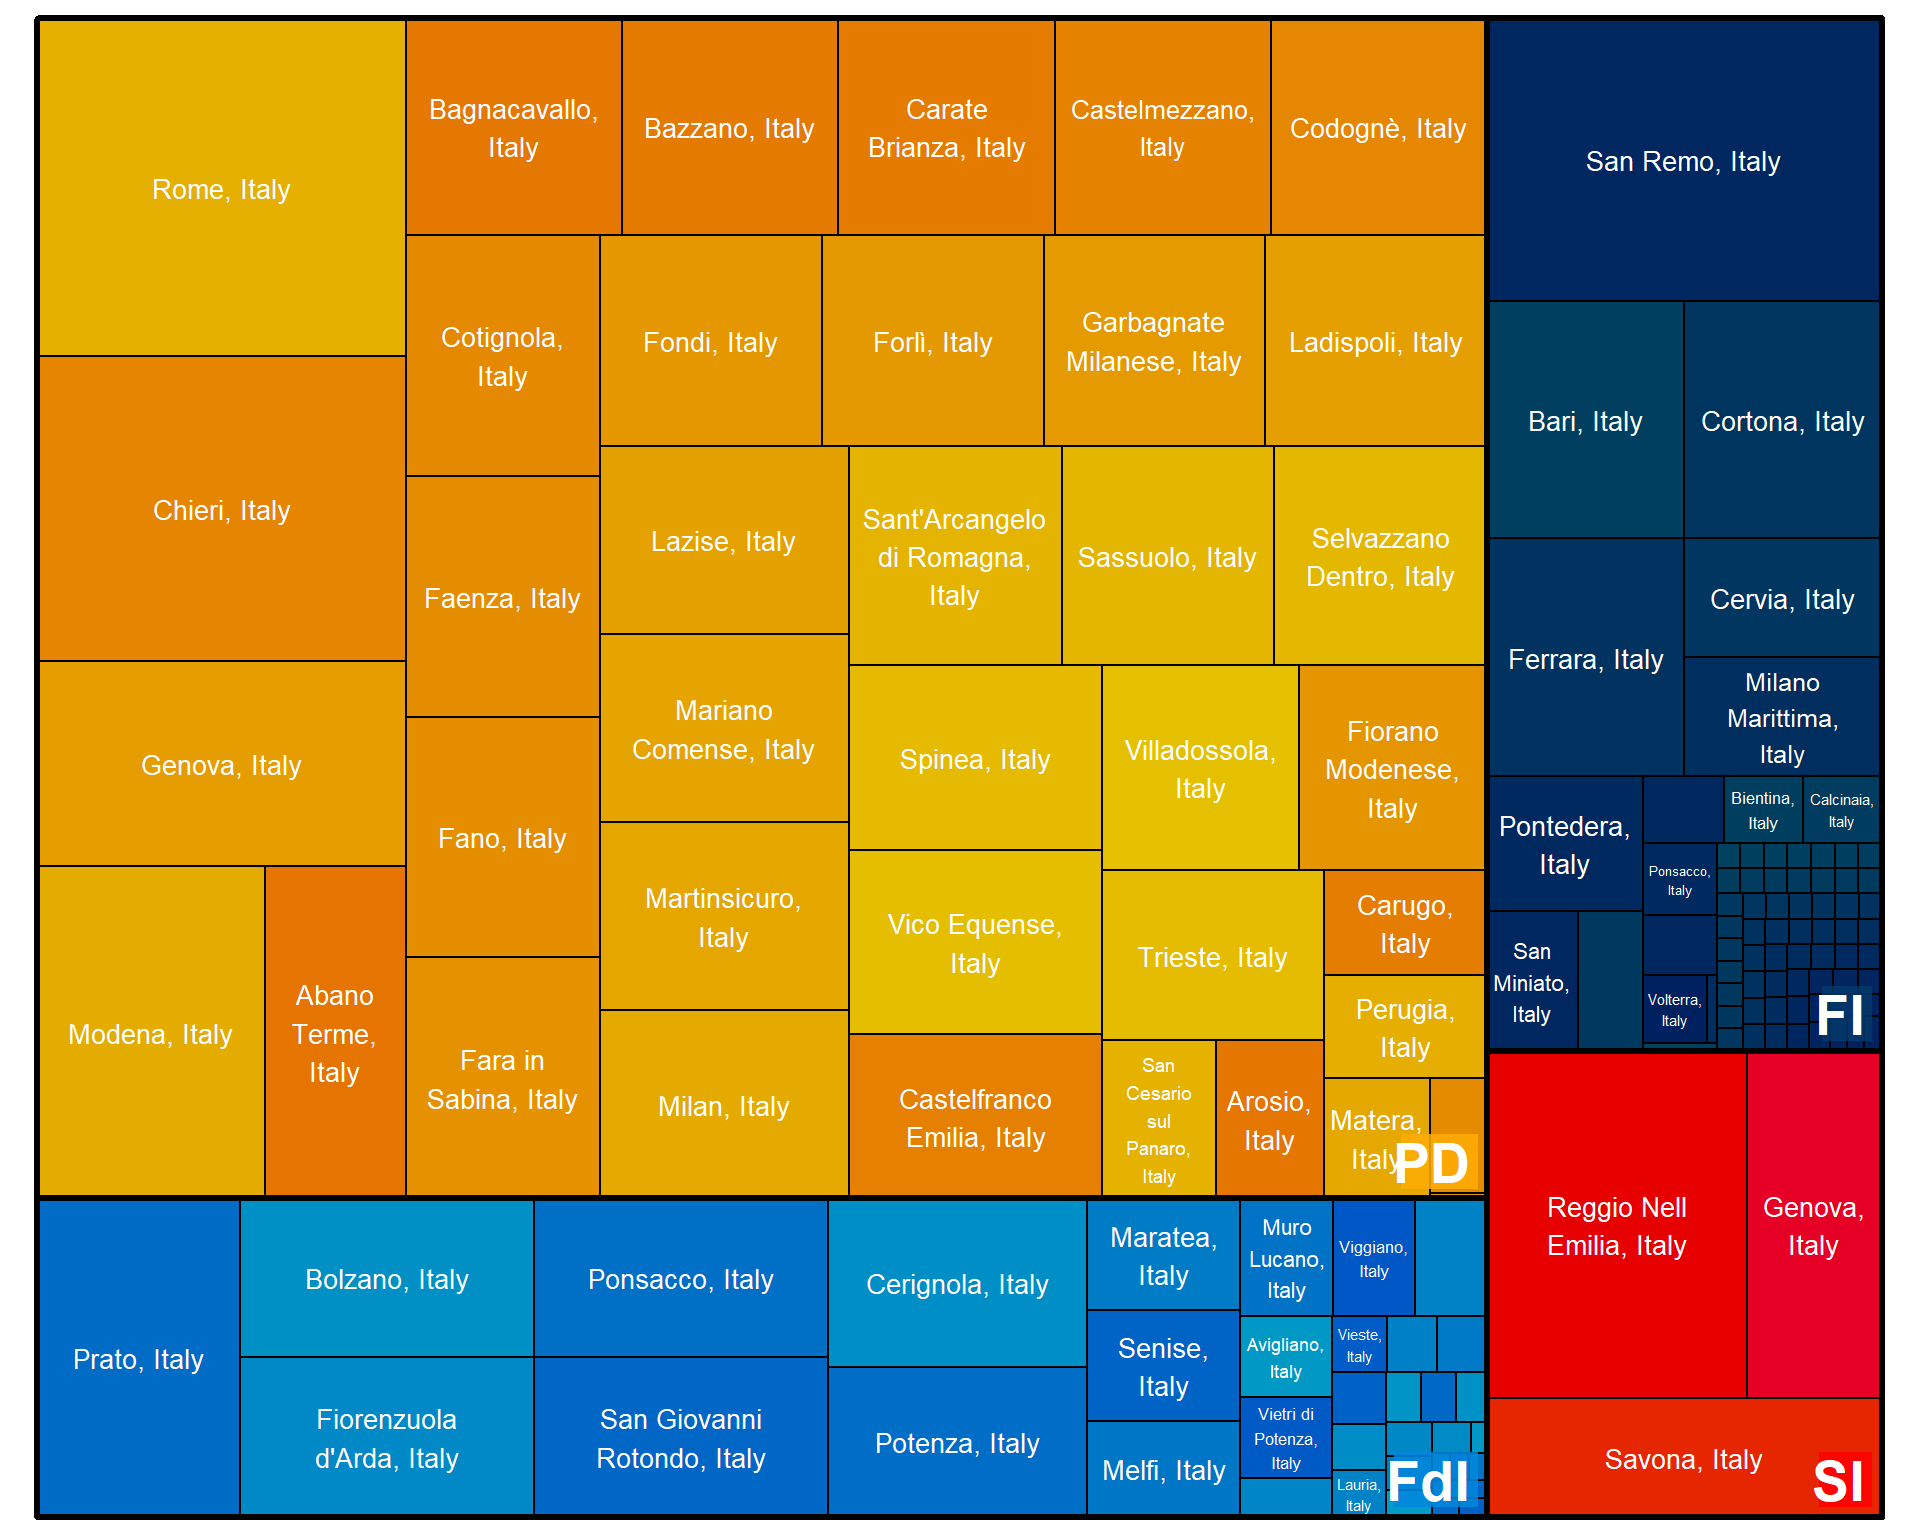 Rome, Italy
Bagnacavallo,
Italy
Bazzano, Italy
Carate
Brianza, Italy
Castelmezzano,
Italy
Codognè, Italy
San Remo, Italy
Cotignola,
Italy
Fondi, Italy
Forlì, Italy
Garbagnate
Milanese, Italy
Ladispoli, Italy
Bari, Italy
Cortona, Italy
Chieri, Italy
Faenza, Italy
Lazise, Italy
Sant'Arcangelo
di Romagna,
Italy
Sassuolo, Italy
Selvazzano
Dentro, Italy
Ferrara, Italy
Cervia, Italy
Milano
Marittima,
Italy
Genova, Italy
Fano, Italy
Mariano
Comense, Italy
Spinea, Italy
Villadossola,
Italy
Fiorano
Modenese,
Italy
Pontedera,
Italy
Bientina,
Italy
Calcinaia,
Italy
Ponsacco,
Italy
Martinsicuro,
Italy
Vico Equense,
Italy
Trieste, Italy
Carugo,
Italy
Perugia,
Italy
San
Miniato,
Italy
Volterra,
Italy
FI
Modena, Italy
Abano
Terme,
Italy
Fara in
Sabina, Italy
Milan, Italy
Castelfranco
Emilia, Italy
San
Cesario
sul
Panaro,
Italy
Arosio,
Italy
Matera,
Italy
PD
Prato, Italy
Bolzano, Italy
Ponsacco, Italy
Cerignola, Italy
Maratea,
Italy
Muro
Lucano,
Italy
Viggiano,
Italy
Reggio Nell
Emilia, Italy
Genova,
Italy
Fiorenzuola
d'Arda, Italy
San Giovanni
Rotondo, Italy
Potenza, Italy
Senise,
Italy
Avigliano,
Italy
Vieste,
Italy
Melfi, Italy
Vietri di
Potenza,
Italy
Lauria,
Italy
FdI
Savona, Italy
SI